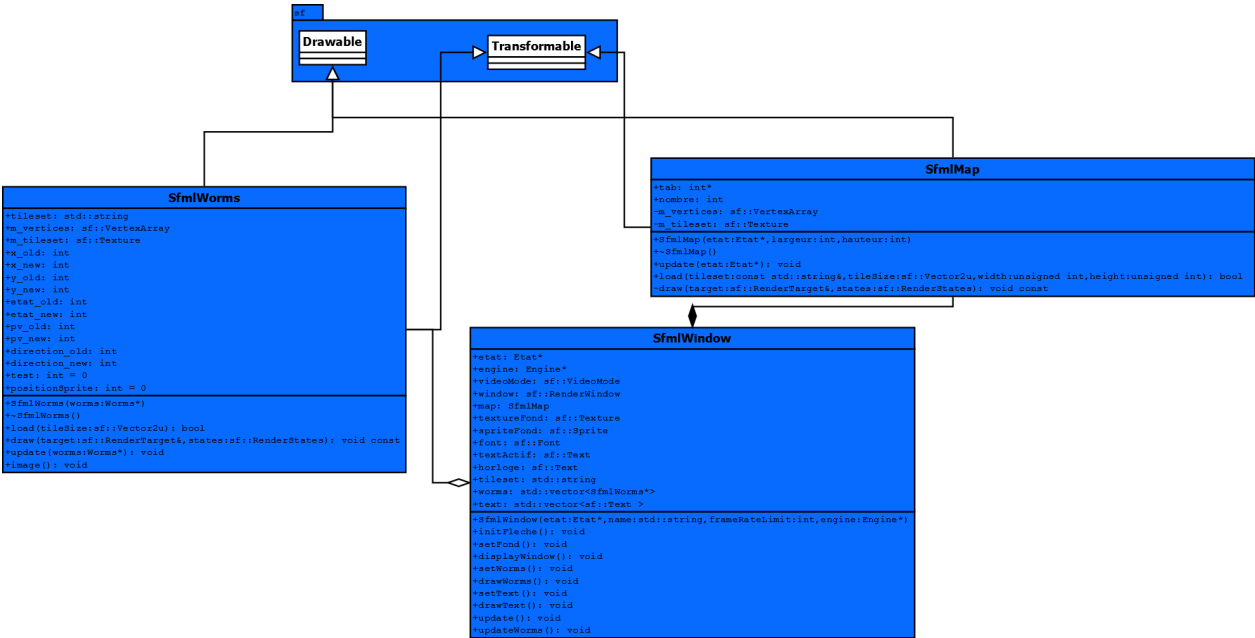 sf
Drawable
Transformable
SfmlWorms
+tileset: std::string
+m_vertices: sf::VertexArray
+m_tileset: sf::Texture
+x_old: int
+x_new: int
+y_old: int
+y_new: int
+etat_old: int
+etat_new: int
+pv_old: int
+pv_new: int
+direction_old: int
+direction_new: int
+test: int = 0
+positionSprite: int = 0
+SfmlWorms(worms:Worms*)
+~SfmlWorms()
+load(tileSize:sf::Vector2u): bool
+draw(target:sf::RenderTarget&,states:sf::RenderStates): void const
+update(worms:Worms*): void
+image(): void
SfmlMap
+tab: int*
+nombre: int
-m_vertices: sf::VertexArray
-m_tileset: sf::Texture
+SfmlMap(etat:Etat*,largeur:int,hauteur:int)
+~SfmlMap()
+update(etat:Etat*): void
+load(tileset:const std::string&,tileSize:sf::Vector2u,width:unsigned int,height:unsigned int): bool
-draw(target:sf::RenderTarget&,states:sf::RenderStates): void const
SfmlWindow
+etat: Etat*
+engine: Engine*
+videoMode: sf::VideoMode
+window: sf::RenderWindow
+map: SfmlMap
+textureFond: sf::Texture
+spriteFond: sf::Sprite
+font: sf::Font
+textActif: sf::Text
+horloge: sf::Text
+tileset: std::string
+worms: std::vector<SfmlWorms*>
+text: std::vector<sf::Text >
+SfmlWindow(etat:Etat*,name:std::string,frameRateLimit:int,engine:Engine*)
+initFleche(): void
+setFond(): void
+displayWindow(): void
+setWorms(): void
+drawWorms(): void
+setText(): void
+drawText(): void
+update(): void
+updateWorms(): void